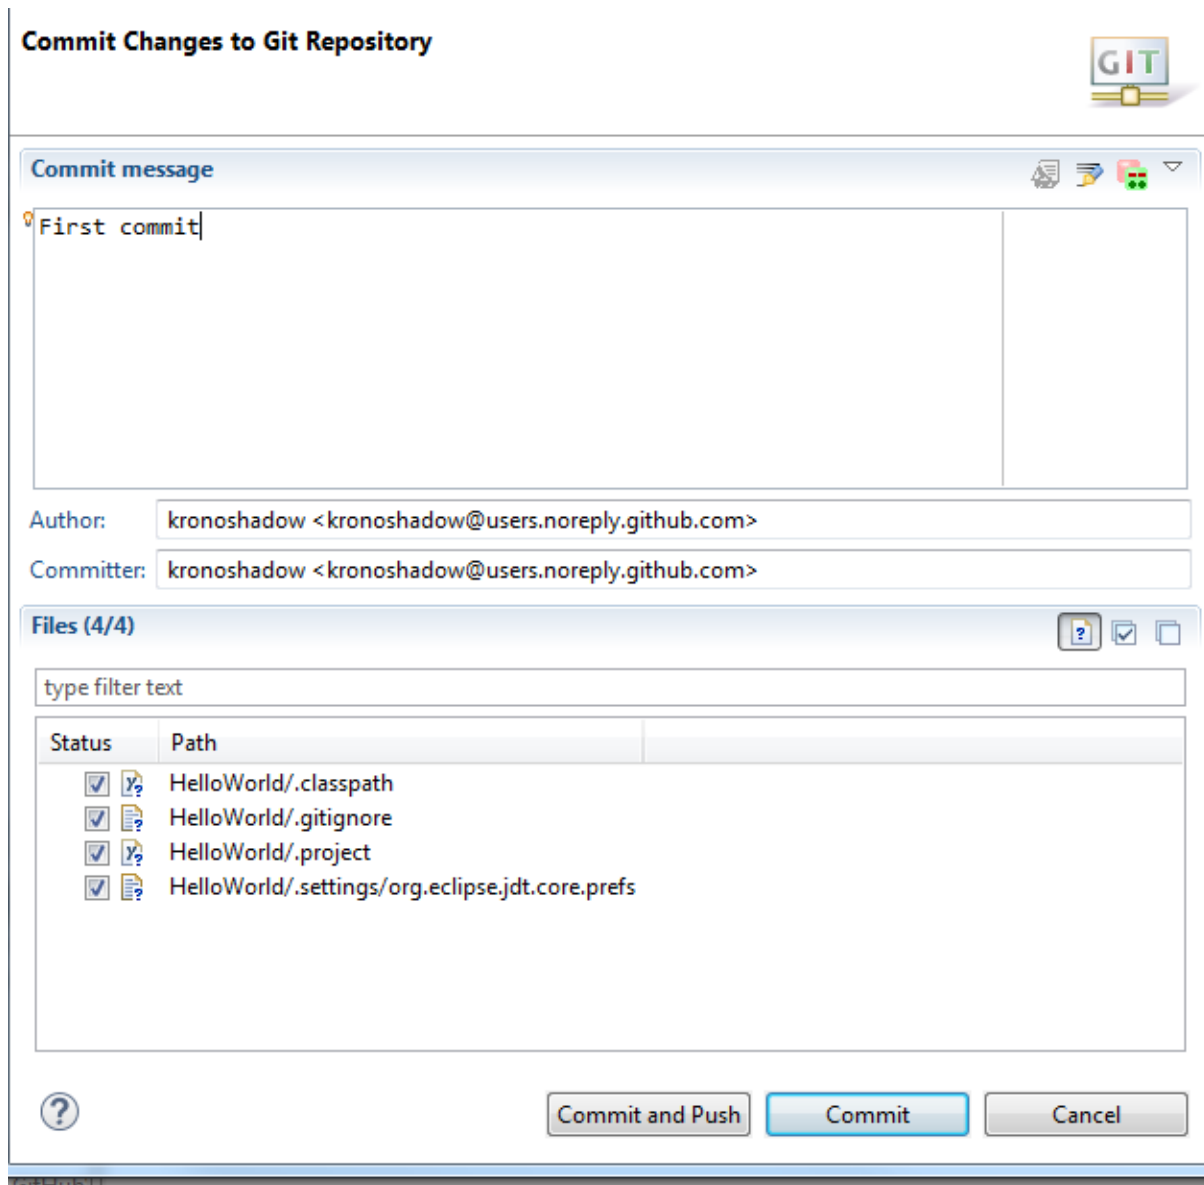 Commit Changes to Git Repository
GIT
Commit message
First commit
Author: kronoshadow <kronoshadow@users.noreply.github.com>
Committer: kronoshadow <kronoshadow@users.noreply.github.com>
Files (4/4)
type filter text
Status Path
HelloWorld/.classpath
HelloWorld/.gitignore
HelloWorld/.project
HelloWorld/.settings/org.eclipse.jdt.core.prefs
Commit and Push Commit Cancel